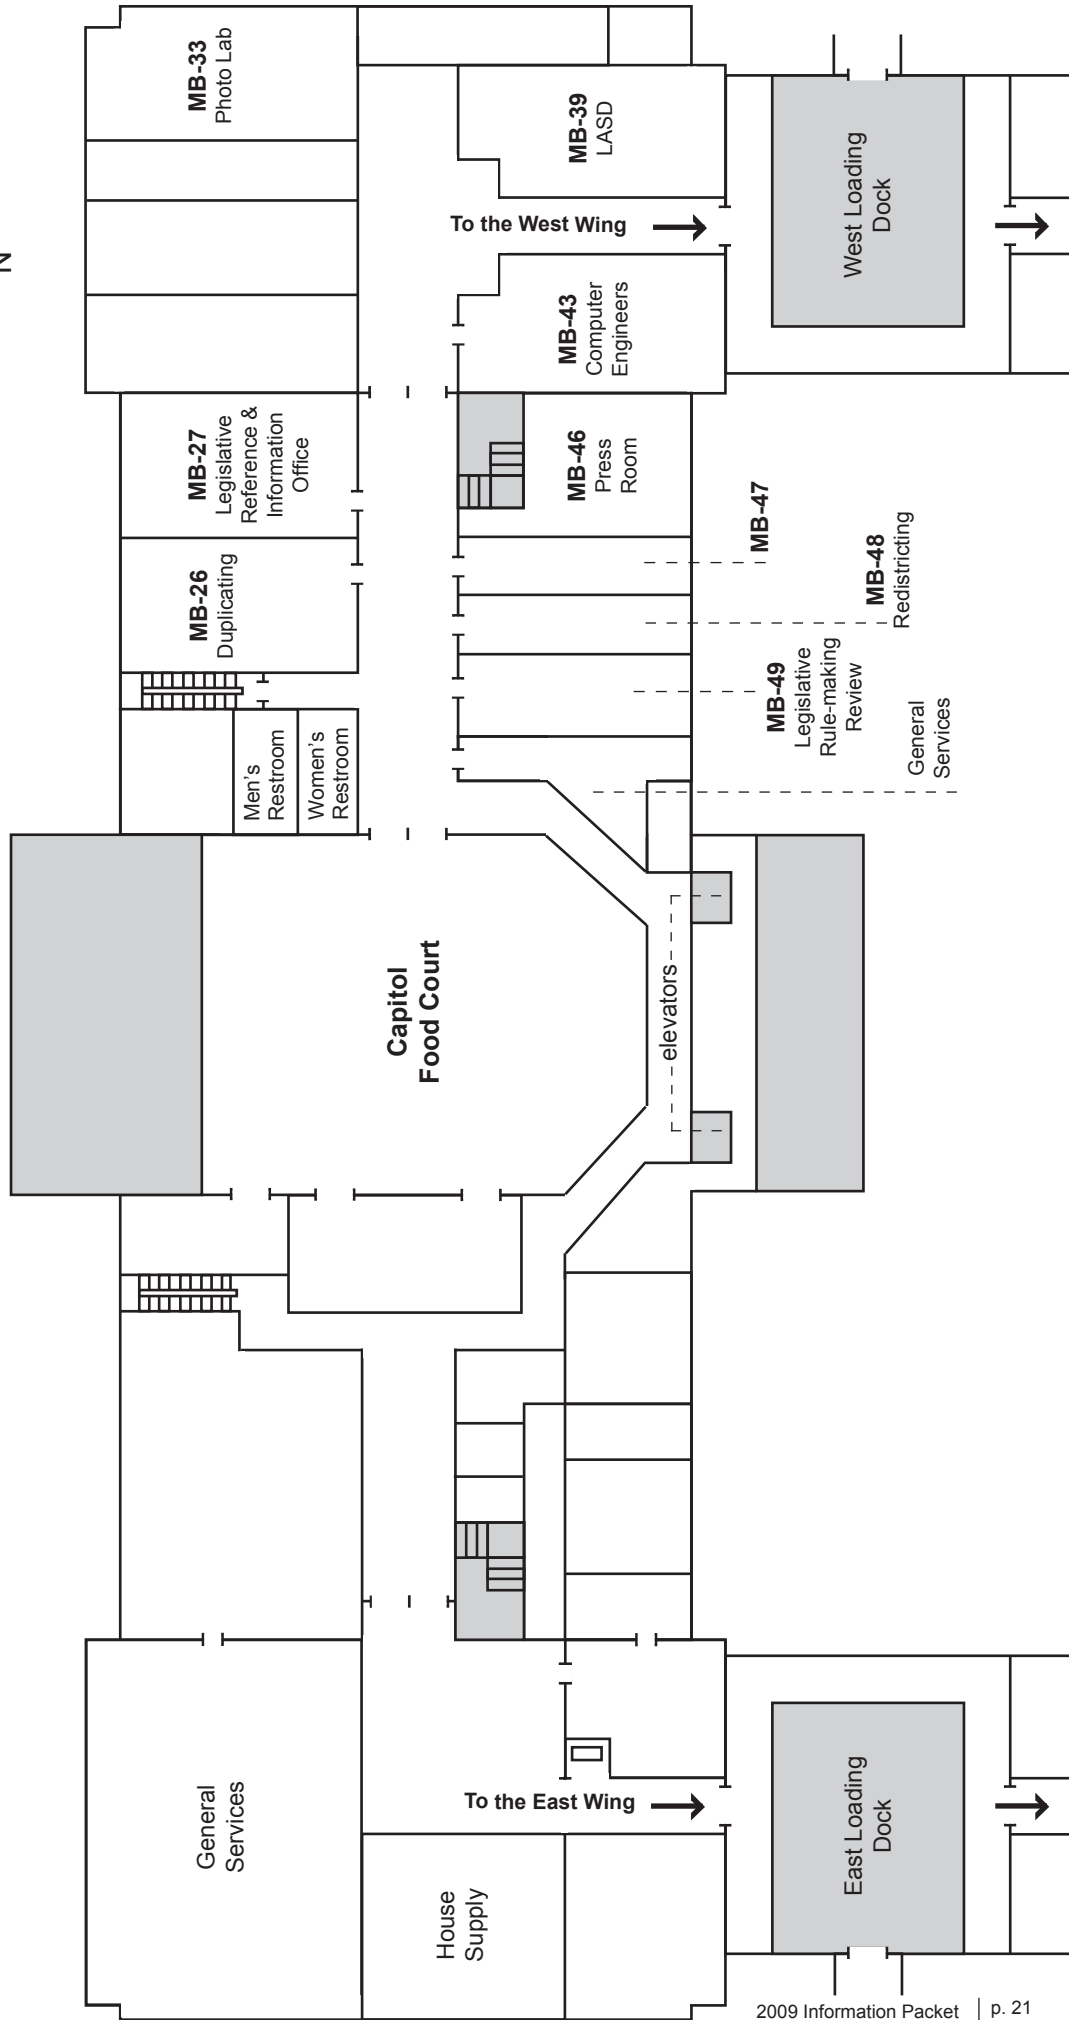 N
MB-33
Photo Lab
MB-39
LASD
To the West Wing
West Loading
Dock
MB-43
Computer
Engineers
MB-27
Legislative
Reference &
Information
Office
MB-46
Press
Room
MB-47
MB-26
Duplicating
MB-48
Redistricting
MB-49
Legislative
Rule-making
Review
General
Services
Men's
Restroom
Women's
Restroom
Capitol
Food Court
elevators
General
Services
To the East Wing
East Loading
Dock
House
Supply
2009 Information Packet | p. 21